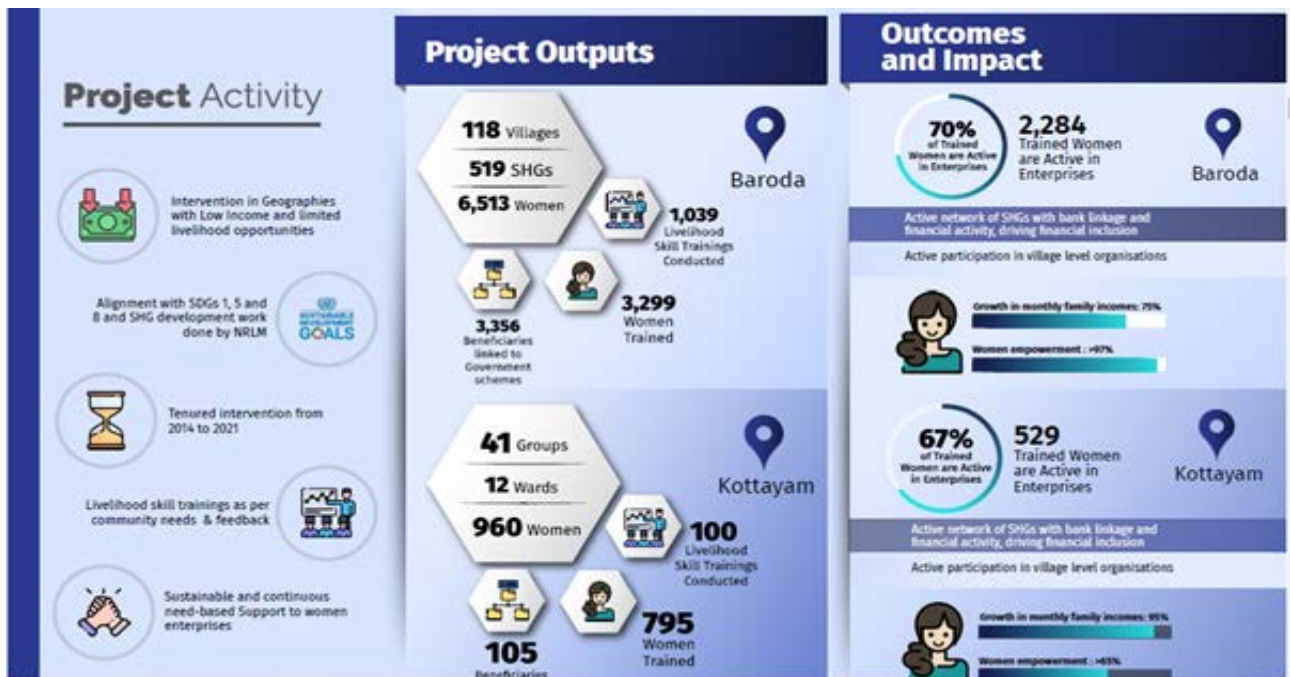 Project Activity
Intervention in Geographies
with Low Income and limited
livelihood opportunities
Alignment with SDGs 1, 5 and
8 and SHG development work
done by NRLM
SUSTAINABLE
DEVELOPMENT
GOALS
Tenured intervention from
2014 to 2021
Livelihood skill trainings as per
community needs & feedback
Sustainable and continuous
need-based Support to women
enterprises
Project Outputs
118 Villages
519 SHGs
6,513 Women
Baroda
1,039
Livelihood
Skill Trainings
Conducted
3,299
Women
Trained
3,356
Beneficiaries
linked to
Government
schemes
41 Groups
12 Wards
960 Women
Kottayam
100
Livelihood
Skill Trainings
Conducted
795
Women
Trained
105
Beneficiaries
Outcomes
and Impact
70%
of Trained
Women are Active
in Enterprises
2,284
Trained Women
are Active in
Enterprises
Baroda
Active network of SHGs with bank linkage and
financial activity, driving financial inclusion
Active participation in village level organisations
Growth in monthly family incomes: 75%
Women empowerment : >97%
67%
of Trained
Women are Active
in Enterprises
529
Trained Women
are Active in
Enterprises
Kottayam
Active network of SHGs with bank linkage and
financial activity, driving financial inclusion
Active participation in village level organisations
Growth in monthly family incomes: 95%
Women empowerment : >65%